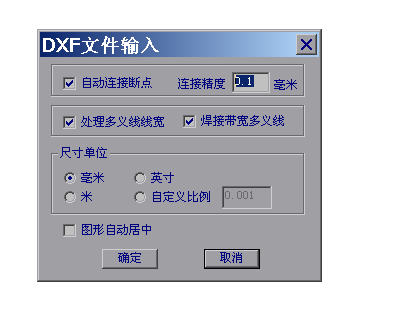 DXF文件输入
自动连接断点 连接精度 0.1 毫米
处理多义线线宽 焊接带宽多义线
尺寸单位
毫米 英寸
米 自定义比例 0.001
图形自动居中
确定 取消